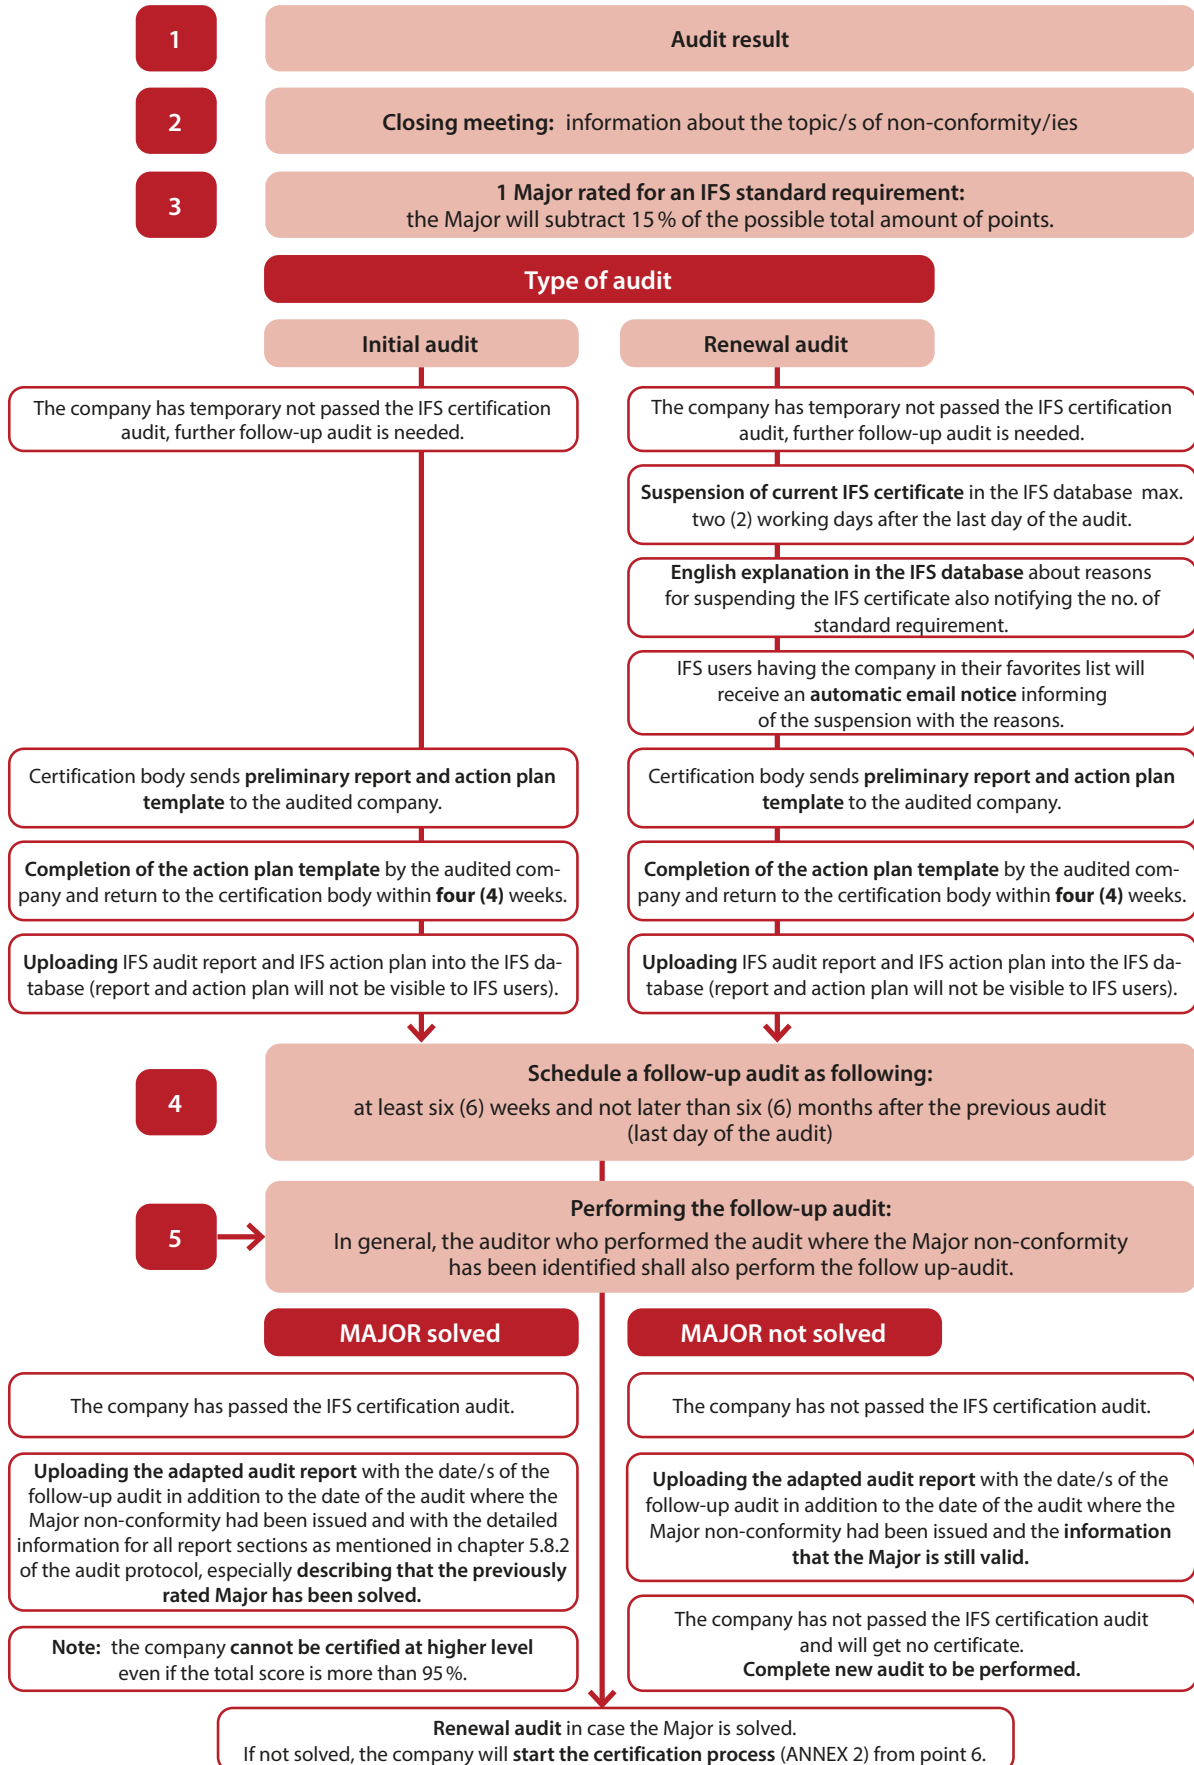 1
Audit result
2
Closing meeting: information about the topic/s of non-conformity/ies
3
1 Major rated for an IFS standard requirement:
the Major will subtract 15 % of the possible total amount of points.
Type of audit
Initial audit
Renewal audit
The company has temporary not passed the IFS certification
audit, further follow-up audit is needed.
The company has temporary not passed the IFS certification
audit, further follow-up audit is needed.
Suspension of current IFS certificate in the IFS database max.
two (2) working days after the last day of the audit.
English explanation in the IFS database about reasons
for suspending the IFS certificate also notifying the no. of
standard requirement.
IFS users having the company in their favorites list will
receive an automatic email notice informing
of the suspension with the reasons.
Certification body sends preliminary report and action plan
template to the audited company.
Certification body sends preliminary report and action plan
template to the audited company.
Completion of the action plan template by the audited com-
pany and return to the certification body within four (4) weeks.
Completion of the action plan template by the audited com-
pany and return to the certification body within four (4) weeks.
Uploading IFS audit report and IFS action plan into the IFS da-
tabase (report and action plan will not be visible to IFS users).
Uploading IFS audit report and IFS action plan into the IFS da-
tabase (report and action plan will not be visible to IFS users).
4
Schedule a follow-up audit as following:
at least six (6) weeks and not later than six (6) months after the previous audit
(last day of the audit)
5
Performing the follow-up audit:
In general, the auditor who performed the audit where the Major non-conformity
has been identified shall also perform the follow up-audit.
MAJOR solved
MAJOR not solved
The company has passed the IFS certification audit.
The company has not passed the IFS certification audit.
Uploading the adapted audit report with the date/s of the
follow-up audit in addition to the date of the audit where the
Major non-conformity had been issued and with the detailed
information for all report sections as mentioned in chapter 5.8.2
of the audit protocol, especially describing that the previously
rated Major has been solved.
Uploading the adapted audit report with the date/s of the
follow-up audit in addition to the date of the audit where the
Major non-conformity had been issued and the information
that the Major is still valid.
Note: the company cannot be certified at higher level
even if the total score is more than 95 %.
The company has not passed the IFS certification audit
and will get no certificate.
Complete new audit to be performed.
Renewal audit in case the Major is solved.
If not solved, the company will start the certification process (ANNEX 2) from point 6.